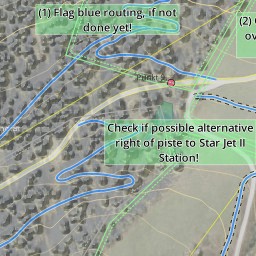 (1) Flag blue routing, if not
done yet!
(2)
ov
Punkt
Check if possible alternative
right of piste to Star Jet II
Station!